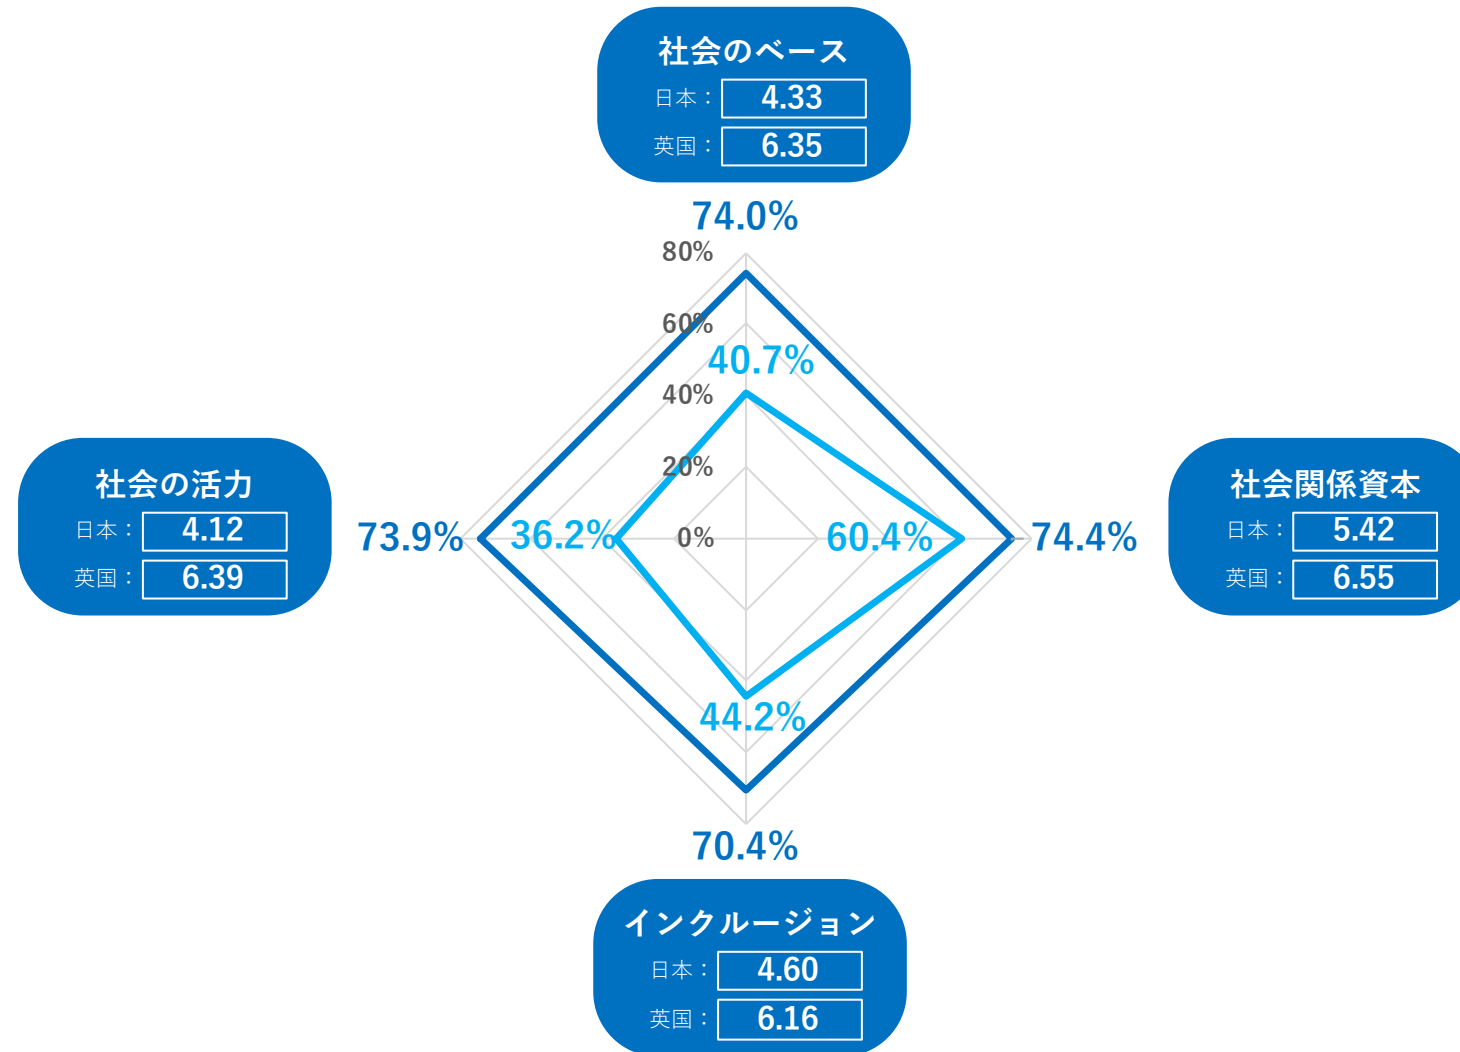 社会のベース
日本： 4.33
英国： 6.35
74.0%
80%
60%
40.7%
40%
20%
0%
社会の活力
日本： 4.12
英国： 6.39
73.9%
36.2%
60.4%
74.4%
社会関係資本
日本： 5.42
英国： 6.55
44.2%
70.4%
インクルージョン
日本： 4.60
英国： 6.16